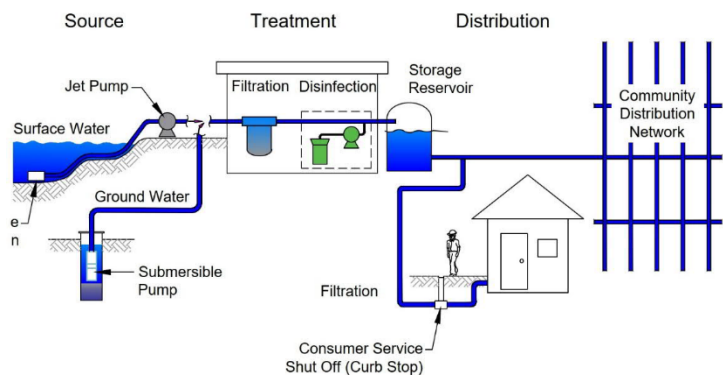 Source
Treatment
Distribution
Jet Pump
Filtration
Disinfection
Storage
Reservoir
Community
Distribution
Network
Surface Water
e
n
Ground Water
Submersible
Pump
Filtration
Consumer Service
Shut Off (Curb Stop)